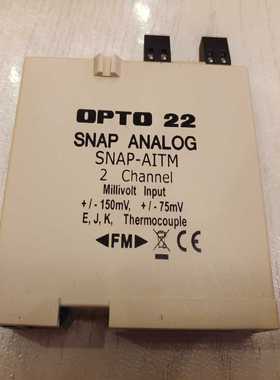 OPTO 22
SNAP ANALOG
SNAP-AITM
2 Channel
Millivolt Input
+/-150mV, +/-75mV
E, J, K, Thermocouple
FM CE